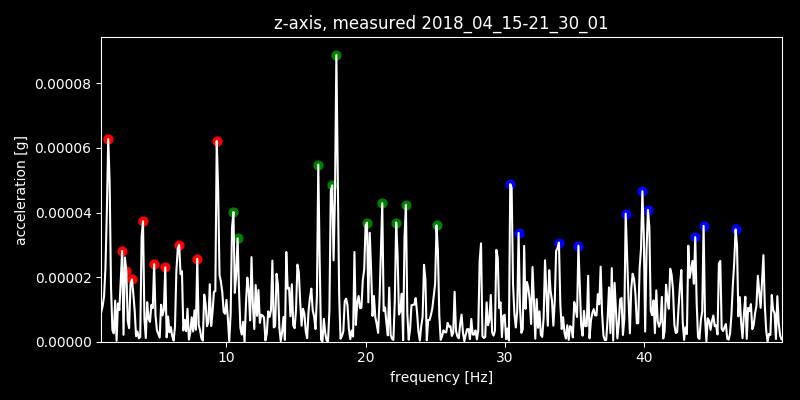 z-axis, measured 2018_04_15-21_30_01
acceleration [g]
0.00008
0.00006
0.00004
0.00002
0.00000
10 20 30 40
frequency [Hz]